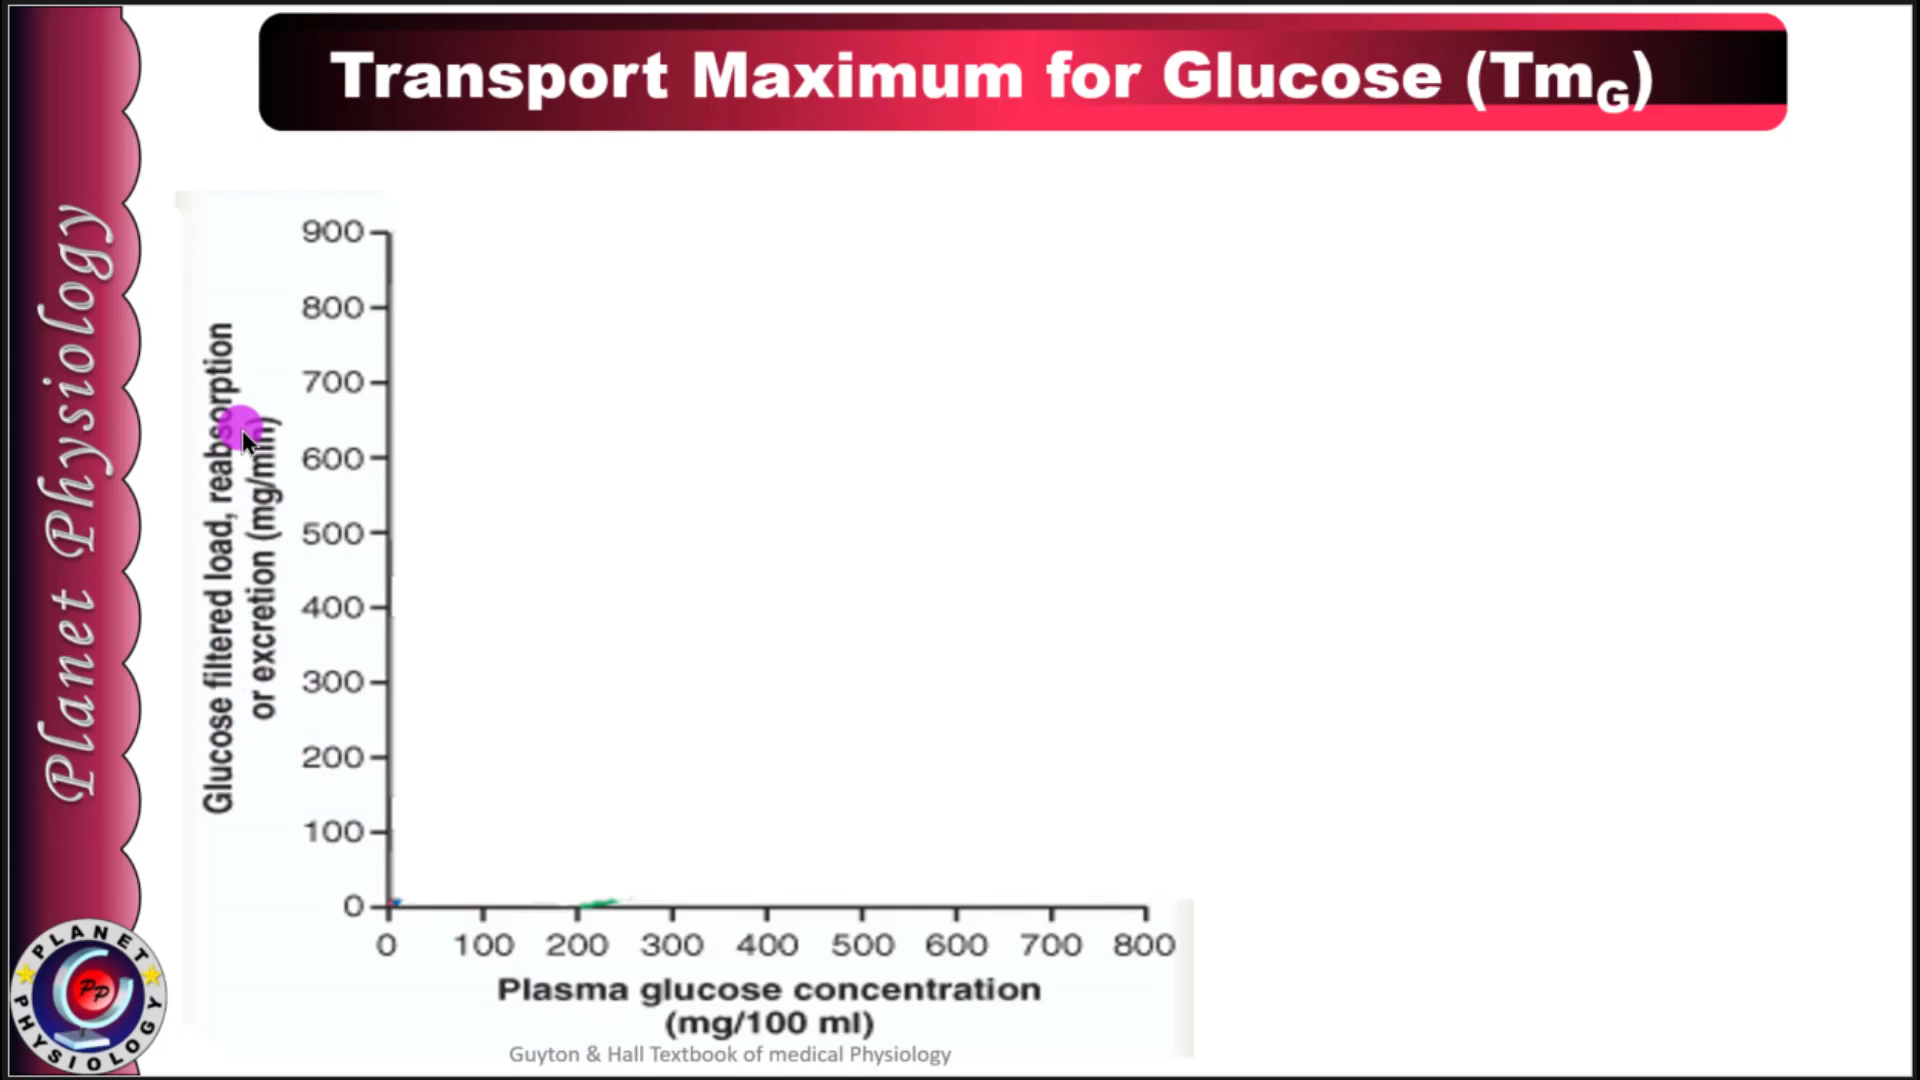 Transport Maximum for Glucose (TmG)
Planet Physiology
Glucose filtered load, reabsorption
or excretion (mg/min)
900
800
700
600
500
400
300
200
100
0
0 100 200 300 400 500 600 700 800
Plasma glucose concentration
(mg/100 ml)
Guyton & Hall Textbook of medical Physiology
PLANET
PP
PHYSIOLOGY